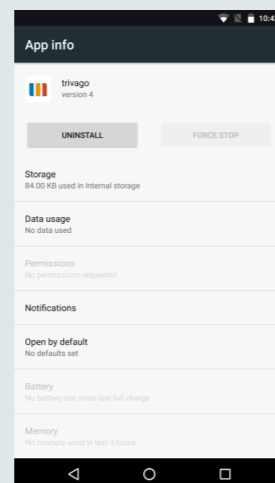 10:4
App info
trivago
version 4
UNINSTALL
FORCE STOP
Storage
84.00 KB used in Internal storage
Data usage
No data used
Permissions
No permissions requested
Notifications
Open by default
No defaults set
Battery
No battery use since last full charge
Memory
No memory used in last 3 hours